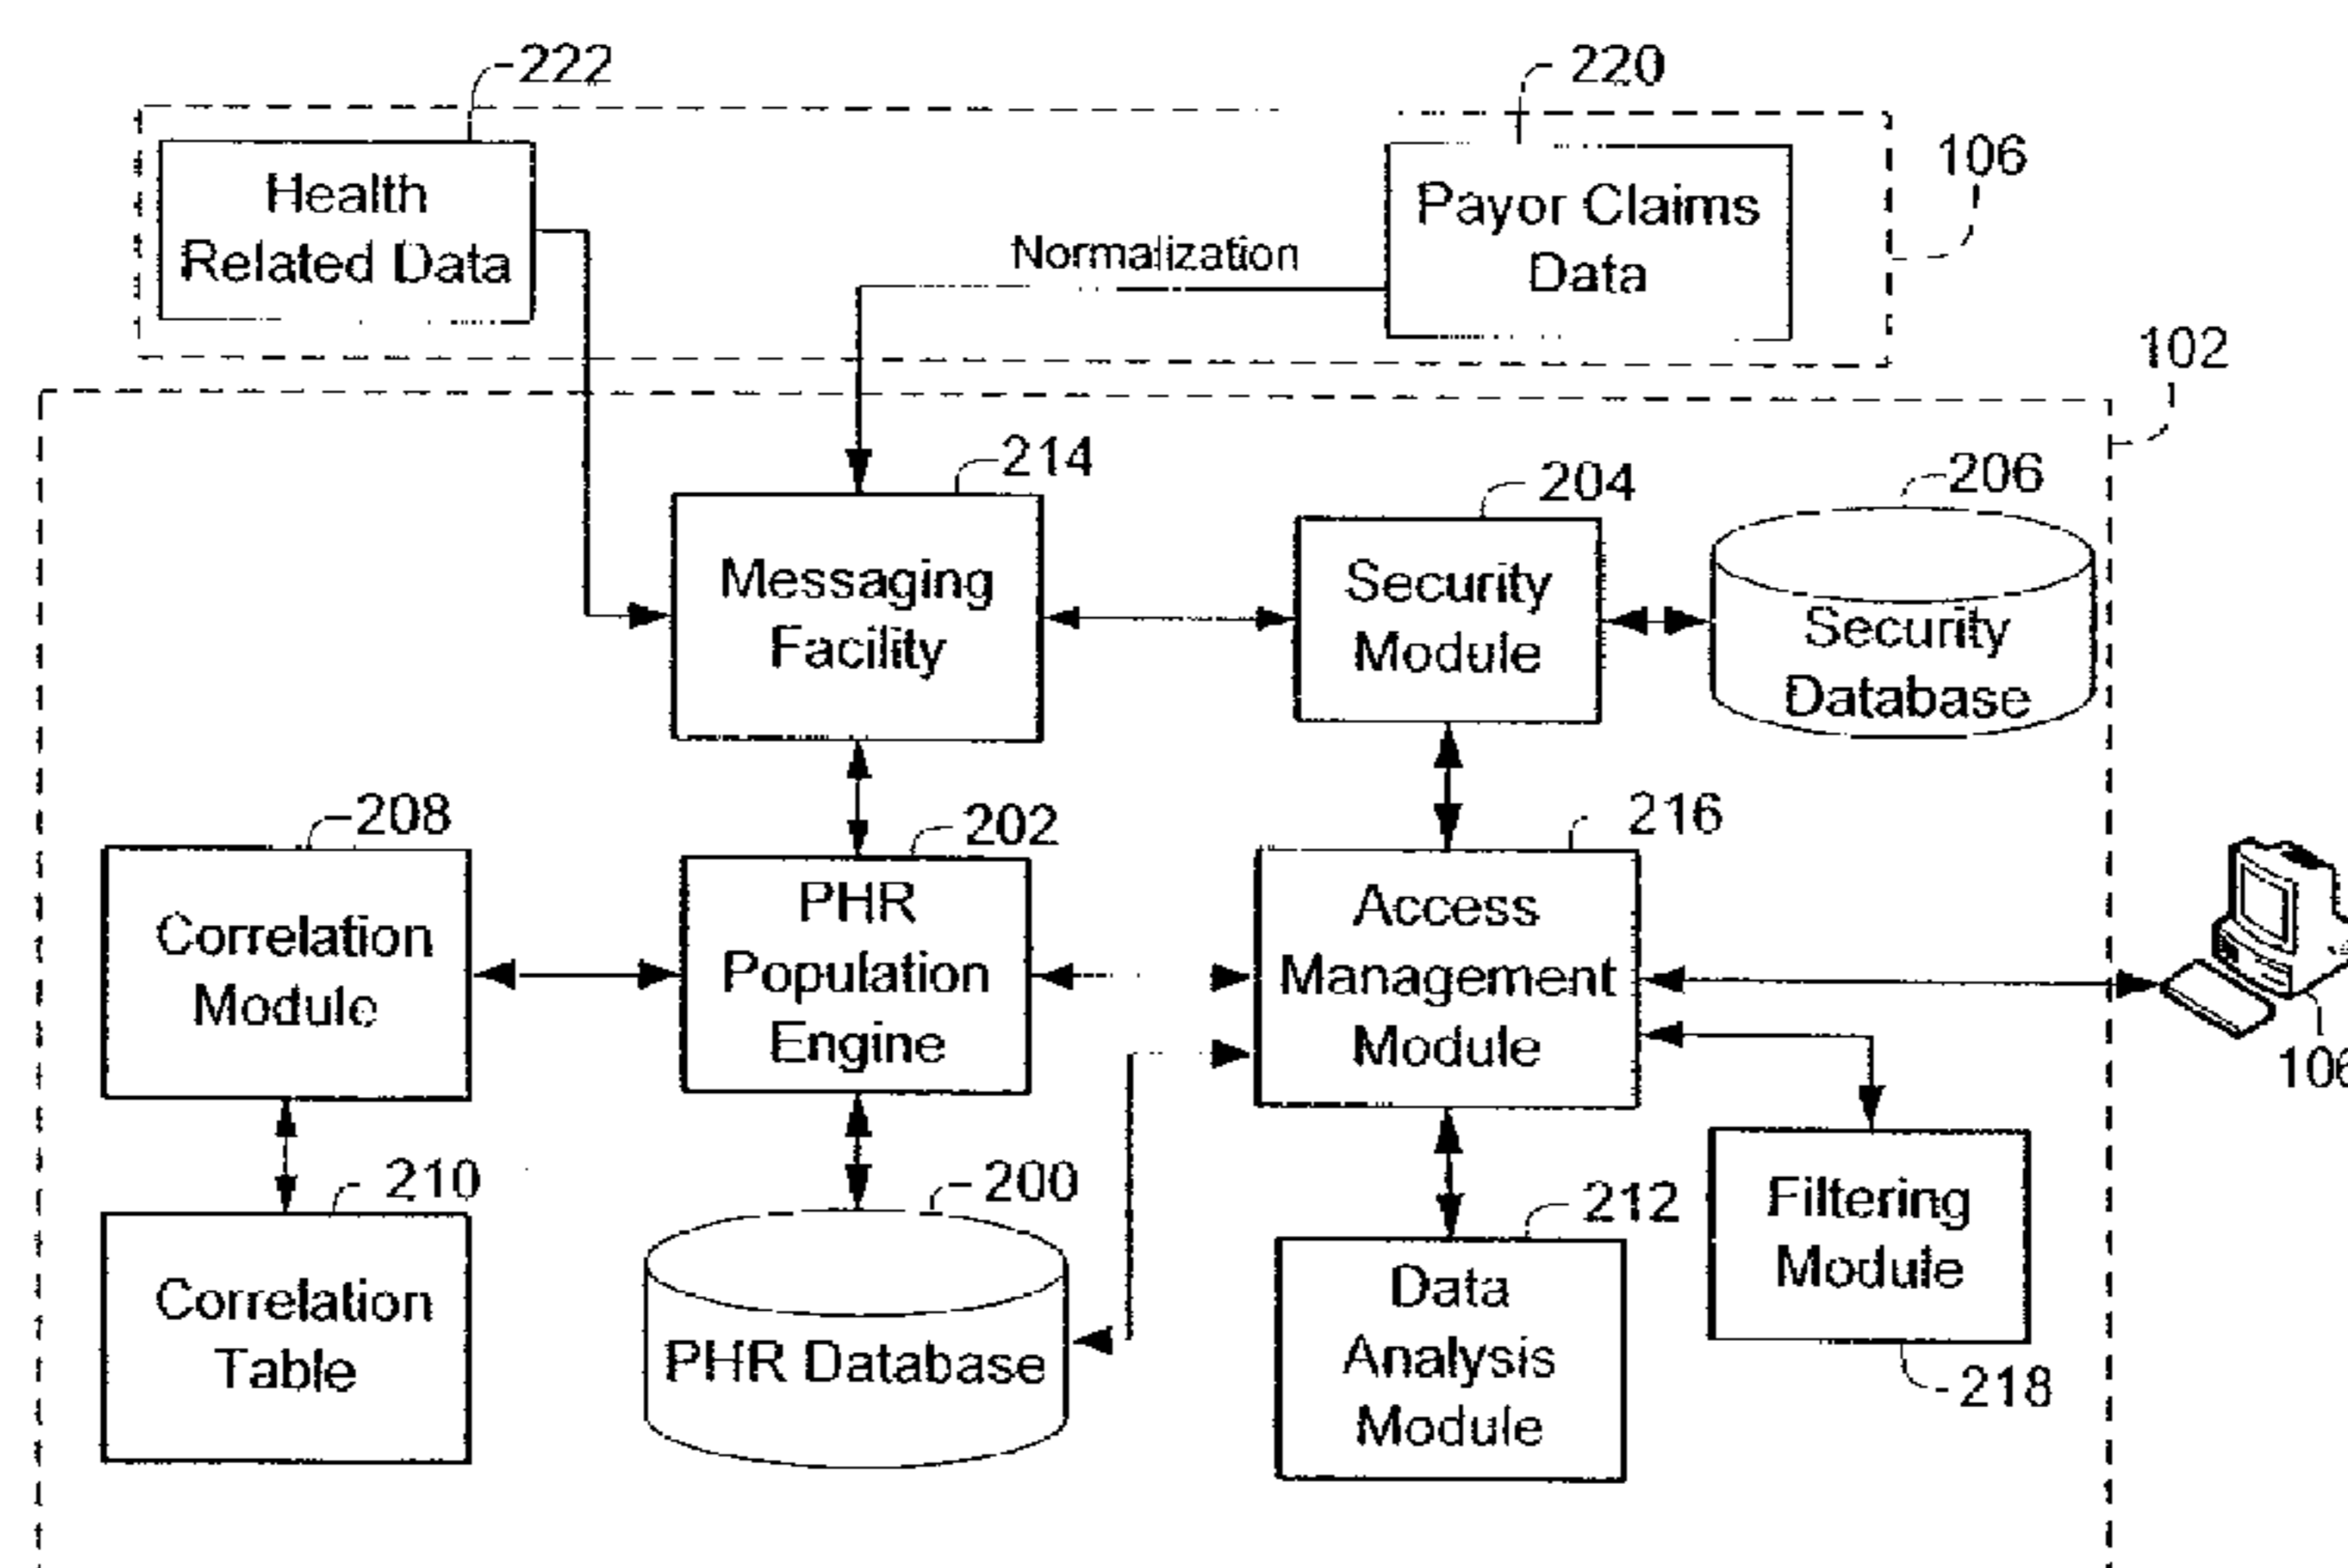 222
220
Health
Related Data
Payor Claims
Data
106
Normalization
102
214
204
206
Messaging
Facility
Security
Module
Security
Database
208
202
216
Correlation
Module
PHR
Population
Engine
Access
Management
Module
210
200
212
Correlation
Table
PHR Database
Data
Analysis
Module
Filtering
Module
218